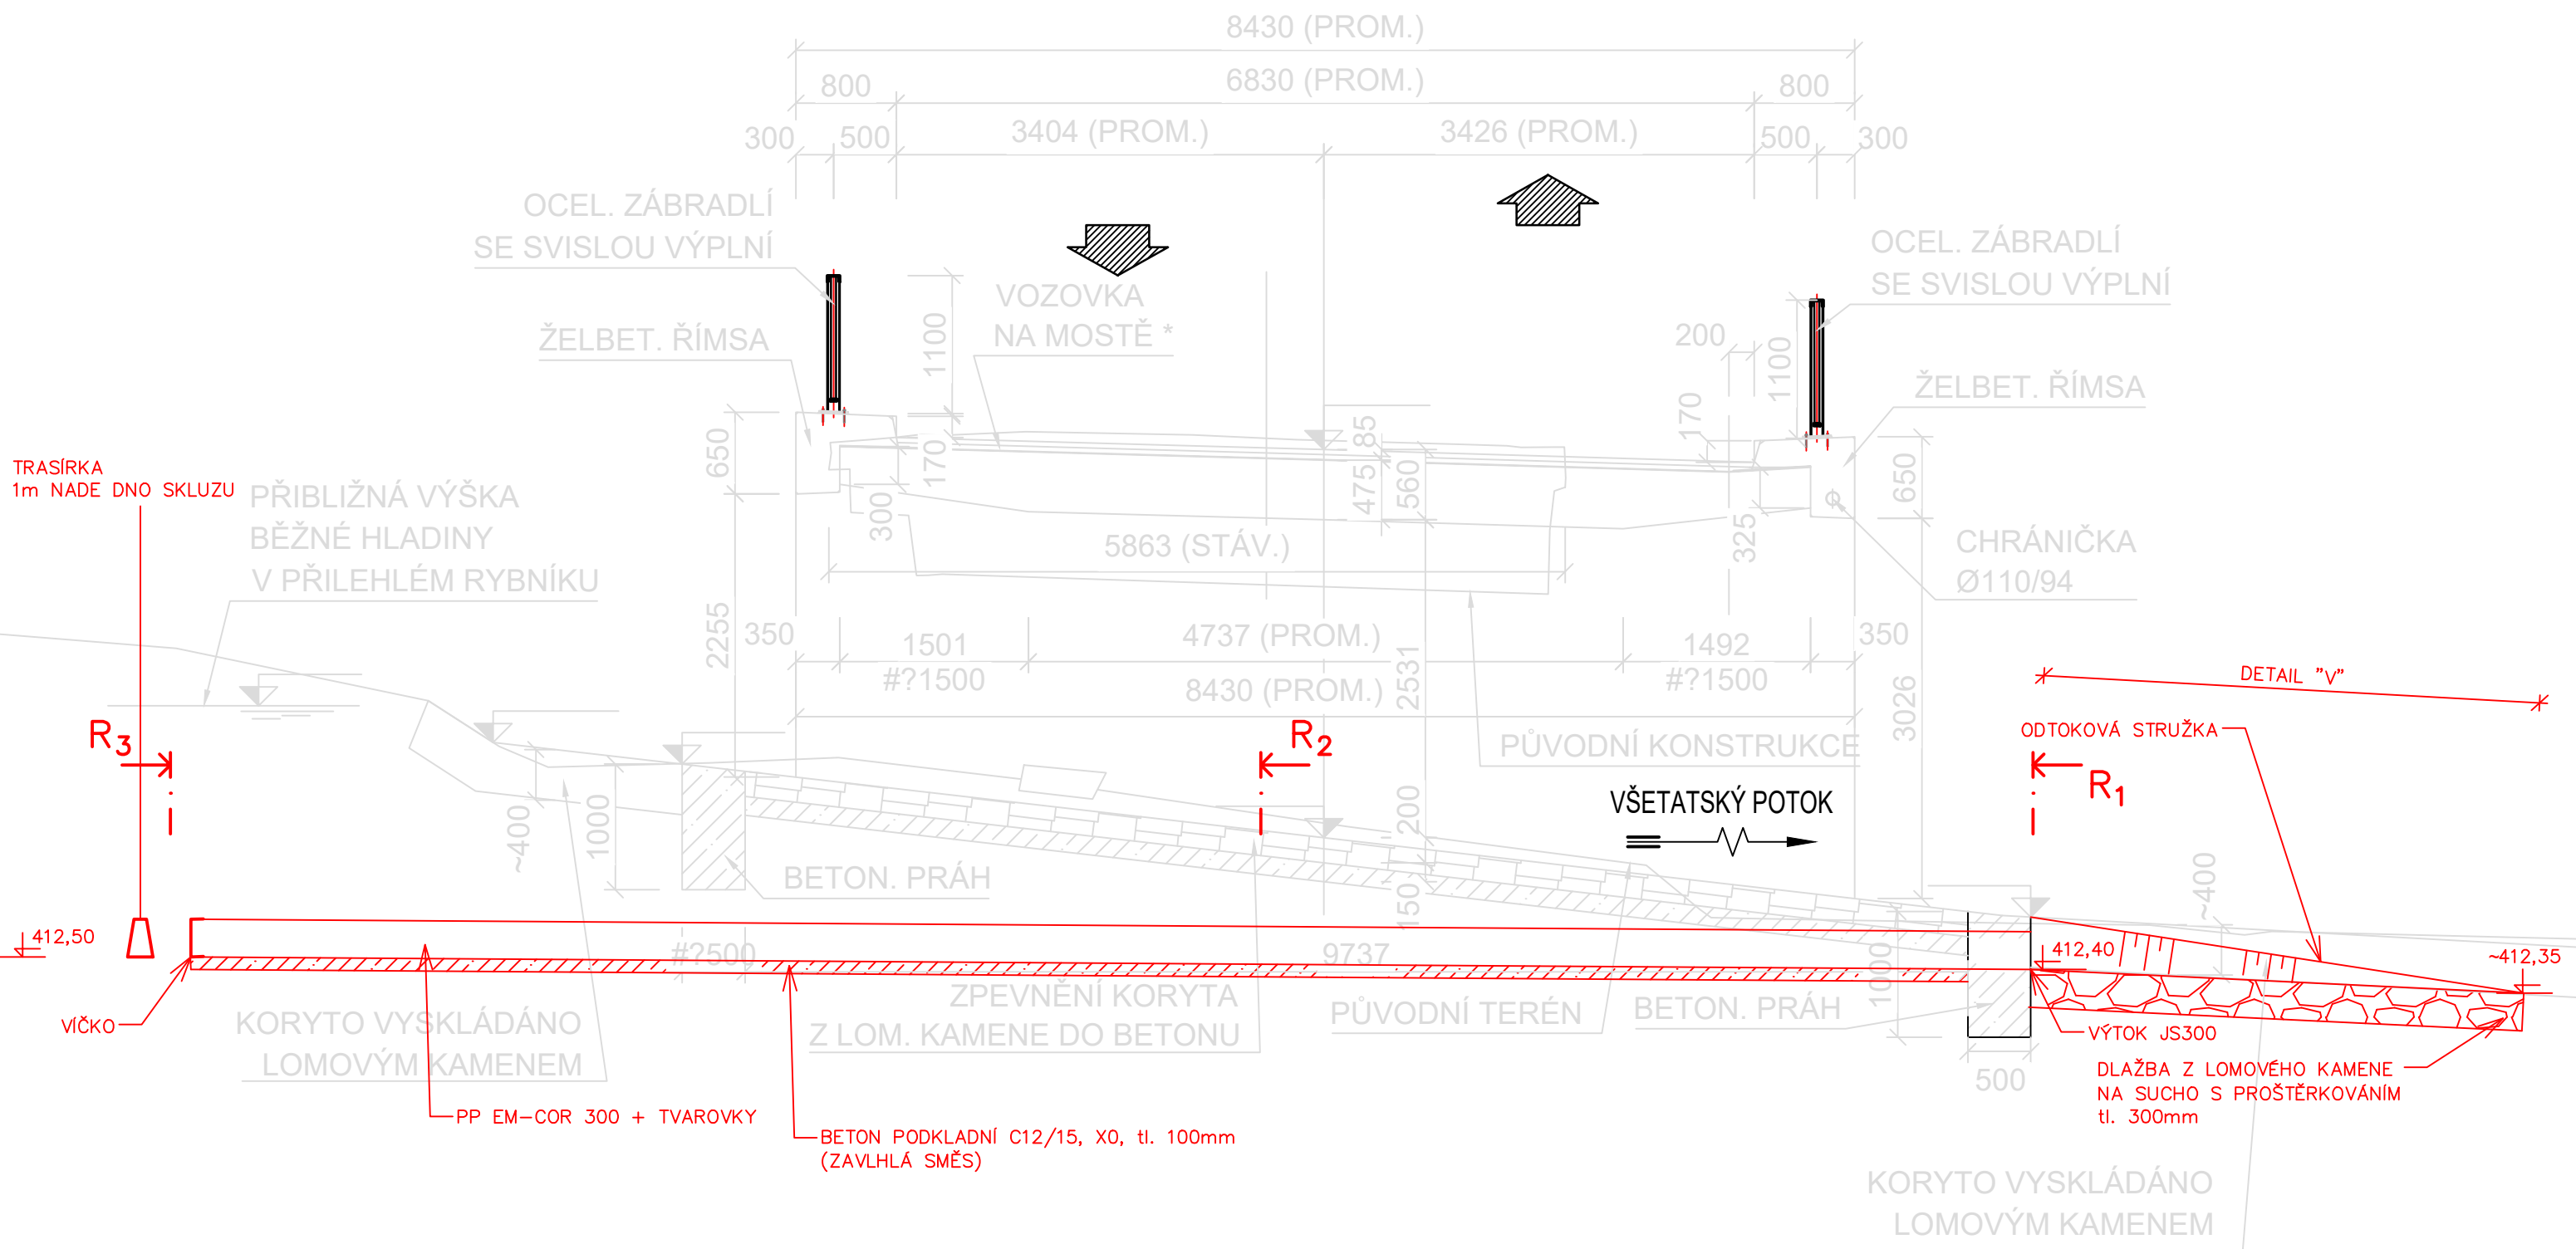 8430 (PROM.)
800
6830 (PROM.)
800
300
500
3404 (PROM.)
3426 (PROM.)
500
300
OCEL. ZÁBRADLÍ
SE SVISLOU VÝPLNÍ
OCEL. ZÁBRADLÍ
SE SVISLOU VÝPLNÍ
VOZOVKA
NA MOSTĚ *
ŽELBET. ŘÍMSA
1100
200
1100
ŽELBET. ŘÍMSA
650
170
300
85
475
560
170
325
650
TRASÍRKA
1m NADE DNO SKLUZU
PŘIBLIŽNÁ VÝŠKA
BĚŽNÉ HLADINY
V PŘILEHLÉM RYBNÍKU
5863 (STÁV.)
CHRÁNIČKA
Ø110/94
2255
350
1501
#?1500
4737 (PROM.)
1492
#?1500
350
8430 (PROM.)
2531
3026
DETAIL "V"
R3
R2
R1
PŮVODNÍ KONSTRUKCE
ODTOKOVÁ STRUŽKA
VŠETATSKÝ POTOK
~400
1000
200
150
BETON. PRÁH
~400
412,50
#?500
9737
1000
412,40
~412,35
VÍČKO
KORYTO VYSKLÁDÁNO
LOMOVÝM KAMENEM
ZPEVNĚNÍ KORYTA
Z LOM. KAMENE DO BETONU
PŮVODNÍ TERÉN
BETON. PRÁH
VÝTOK JS300
500
DLAŽBA Z LOMOVÉHO KAMENE
NA SUCHO S PROŠTĚRKOVÁNÍM
tl. 300mm
PP EM-COR 300 + TVAROVKY
BETON PODKLADNÍ C12/15, X0, tl. 100mm
(ZAVLHLÁ SMĚS)
KORYTO VYSKLÁDÁNO
LOMOVÝM KAMENEM